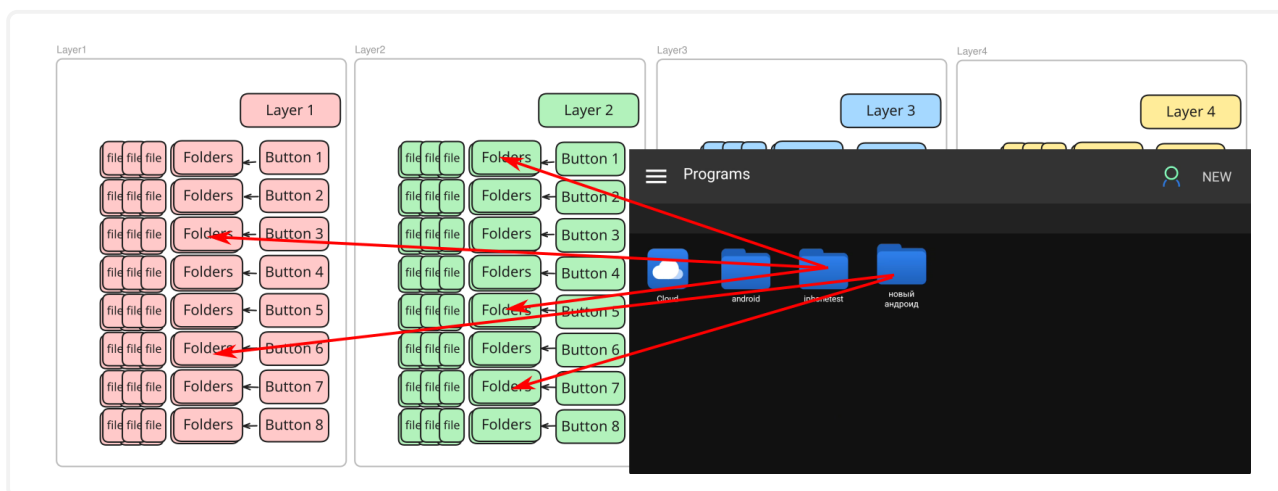 Layer1
Layer2
Layer3
Layer4
Layer 1
Layer 2
Layer 3
Layer 4
file file file Folders Button 1
file file file Folders Button 2
file file file Folders Button 3
file file file Folders Button 4
file file file Folders Button 5
file file file Folders Button 6
file file file Folders Button 7
file file file Folders Button 8
file file file Folders Button 1
file file file Folders Button 2
file file file Folders Button 3
file file file Folders Button 4
file file file Folders Button 5
file file file Folders Button 6
file file file Folders Button 7
file file file Folders Button 8
Programs
NEW
Cloud
android
iphonetest
новый
андроид